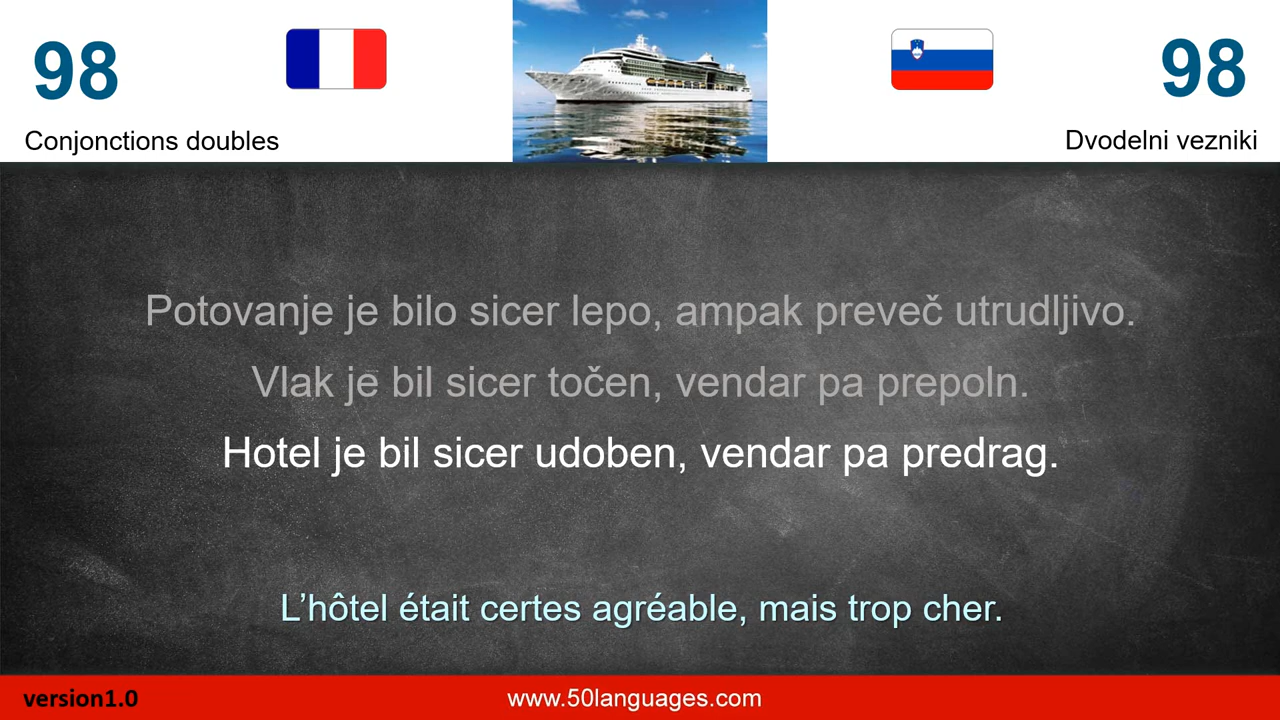 98
98
Conjonctions doubles
Dvodelni vezniki
Potovanje je bilo sicer lepo, ampak preveč utrudljivo.
Vlak je bil sicer točen, vendar pa prepoln.
Hotel je bil sicer udoben, vendar pa predrag.
L’hôtel était certes agréable, mais trop cher.
version1.0
www.50languages.com